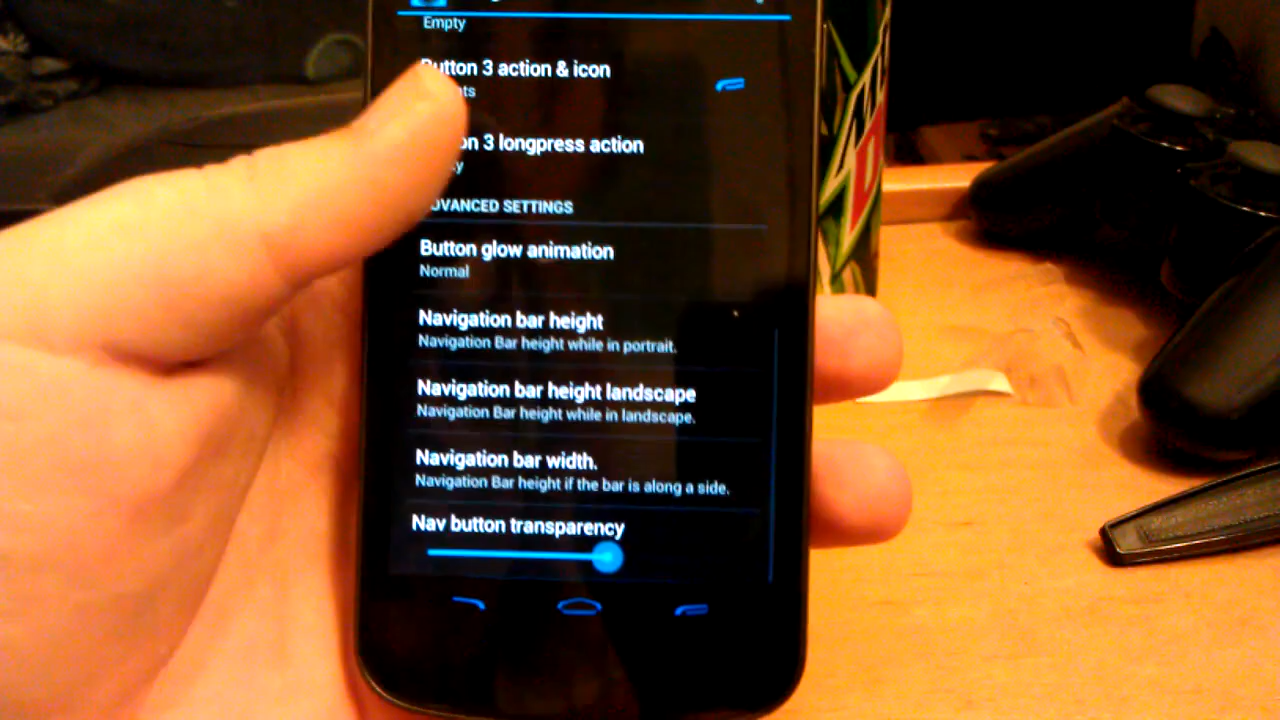 Empty
Button 3 action & icon
3 longpress action
ADVANCED SETTINGS
Button glow animation
Normal
Navigation bar height
Navigation Bar height while in portrait.
Navigation bar height landscape
Navigation Bar height while in landscape.
Navigation bar width.
Navigation Bar height if the bar is along a side.
Nav button transparency